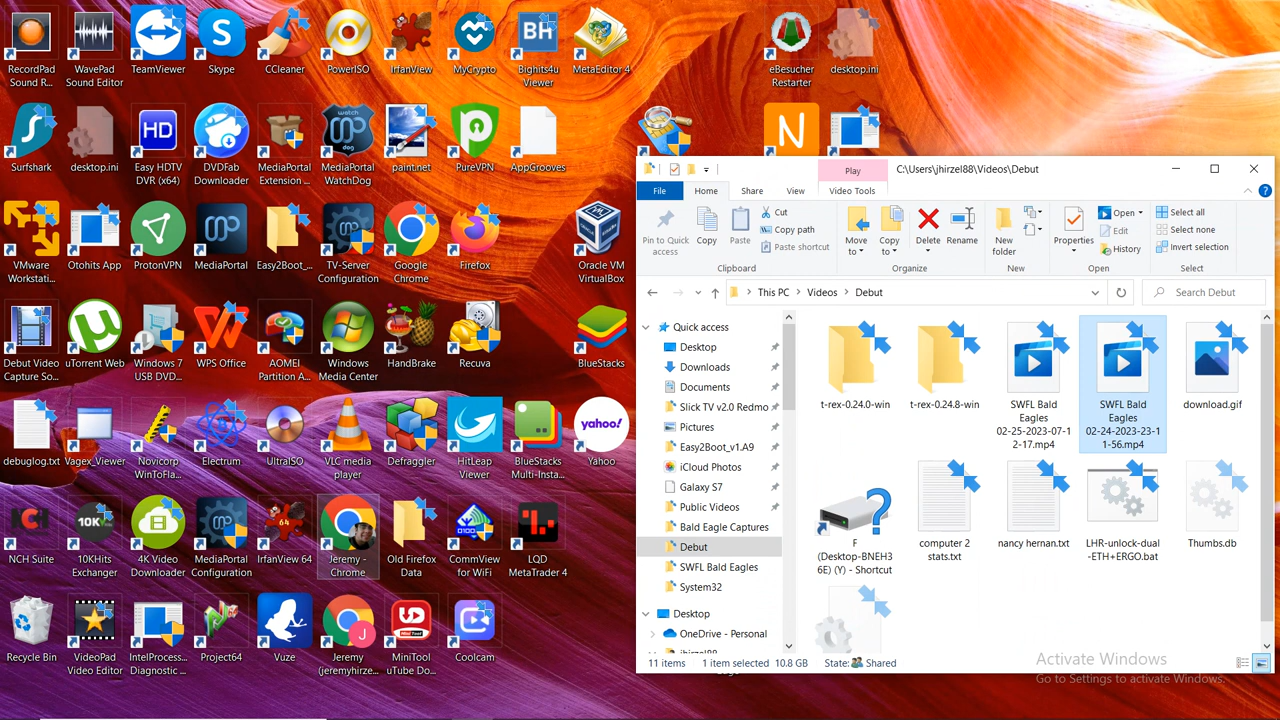 RecordPad
Sound R...
WavePad
Sound Editor
TeamViewer
Skype
CCleaner
PowerISO
IrfanView
MyCrypto
BH
Bighits4u
Viewer
MetaEditor 4
eBesucher
Restarter
desktop.ini
Surfshark
desktop.ini
HD
Easy HDTV
DVR (x64)
DVDFab
Downloader
MediaPortal
Extension ...
watch
dog
MediaPortal
WatchDog
paint.net
PureVPN
AppGrooves
N
VMware
Workstati...
Otohits App
ProtonVPN
MediaPortal
Easy2Boot_...
TV-Server
Configuration
Google
Chrome
Firefox
Oracle VM
VirtualBox
Debut Video
Capture So...
uTorrent Web
Windows 7
USB DVD...
WPS Office
AOMEI
Partition A...
Windows
Media Center
HandBrake
Recuva
BlueStacks
debuglog.txt
Vagex_Viewer
Novicorp
WinToFla...
Electrum
UltraISO
VLC media
player
Defraggler
HitLeap
Viewer
BlueStacks
Multi-Insta...
yahoo!
Yahoo
NCH
NCH Suite
10K
10KHits
Exchanger
4K Video
Downloader
MediaPortal
Configuration
64
IrfanView 64
Jeremy -
Chrome
Old Firefox
Data
0100
CommView
for WiFi
LQD
MetaTrader 4
Recycle Bin
VideoPad
Video Editor
IntelProcess...
Diagnostic ...
Project64
Vuze
J
Jeremy
(jeremyhirze...
UD
MiniTool
MiniTool
uTube Do...
Coolcam
Play
C:\Users\jhirzel88\Videos\Debut
File
Home
Share
View
Video Tools
Pin to Quick
access
Copy
Paste
Cut
Copy path
Paste shortcut
Clipboard
Move
to
Copy
to
Delete
Rename
Organize
New
folder
New
Properties
Open
Edit
History
Open
Select all
Select none
Invert selection
Select
This PC
Videos
Debut
Search Debut
Quick access
Desktop
Downloads
Documents
Slick TV v2.0 Redmo
Pictures
Easy2Boot_v1.A9
iCloud Photos
Galaxy S7
Public Videos
Bald Eagle Captures
Debut
SWFL Bald Eagles
System32
Desktop
OneDrive - Personal
jhirzel88
t-rex-0.24.0-win
t-rex-0.24.8-win
SWFL Bald
Eagles
02-25-2023-07-1
2-17.mp4
SWFL Bald
Eagles
02-24-2023-23-1
1-56.mp4
download.gif
F
(Desktop-BNEH3
6E) (Y) - Shortcut
computer 2
stats.txt
nancy hernan.txt
LHR-unlock-dual
-ETH+ERGO.bat
Thumbs.db
11 items
1 item selected
10.8 GB
State:
Shared
Activate Windows
Go to Settings to activate Windows.